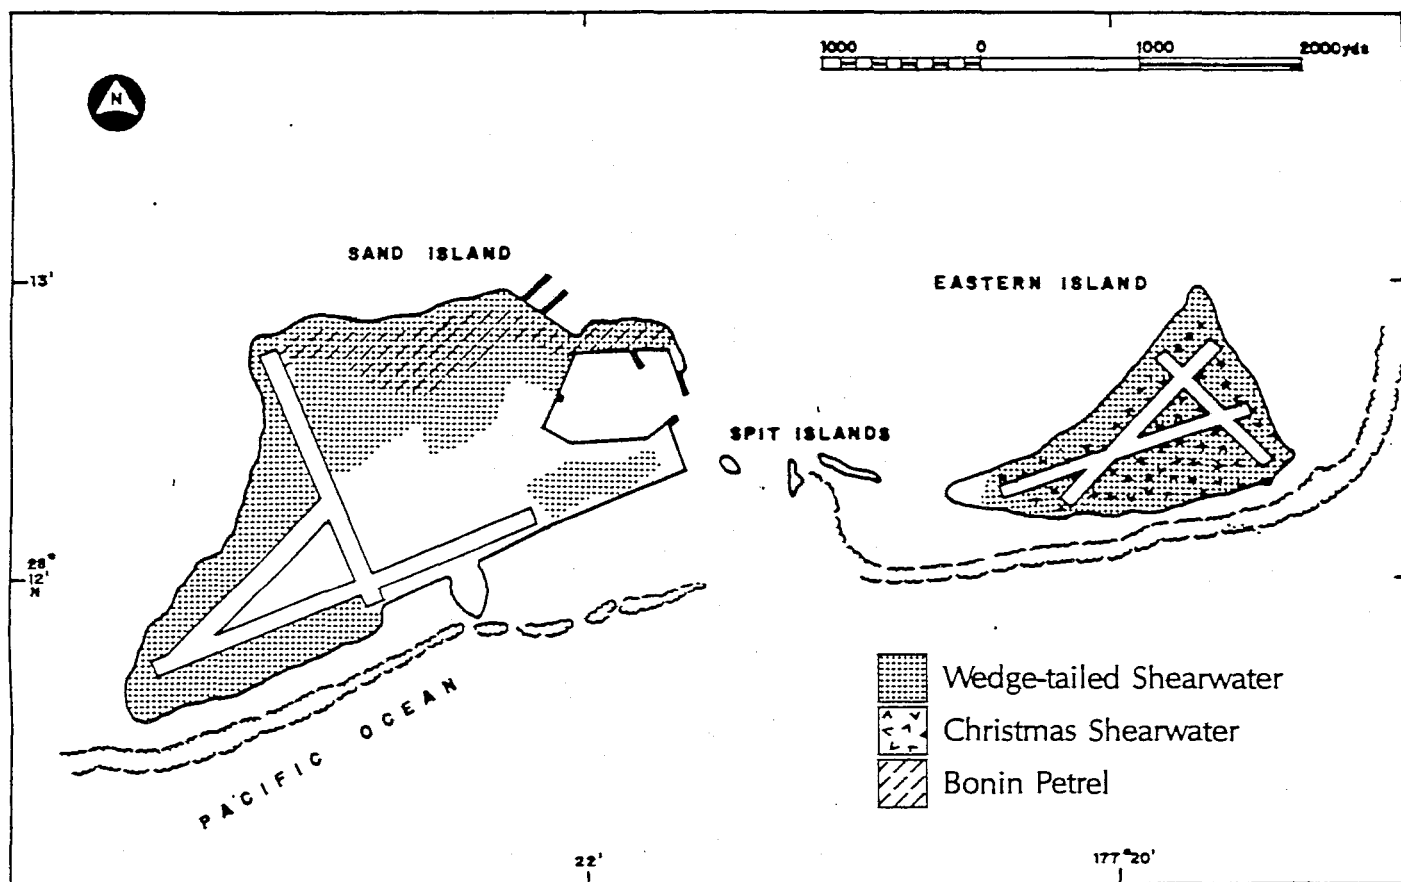 1000 0 1000 2000yds
N
SAND ISLAND
13'
EASTERN ISLAND
SPIT ISLANDS
28°
12'
N
Wedge-tailed Shearwater
Christmas Shearwater
Bonin Petrel
PACIFIC OCEAN
22'
177°20'